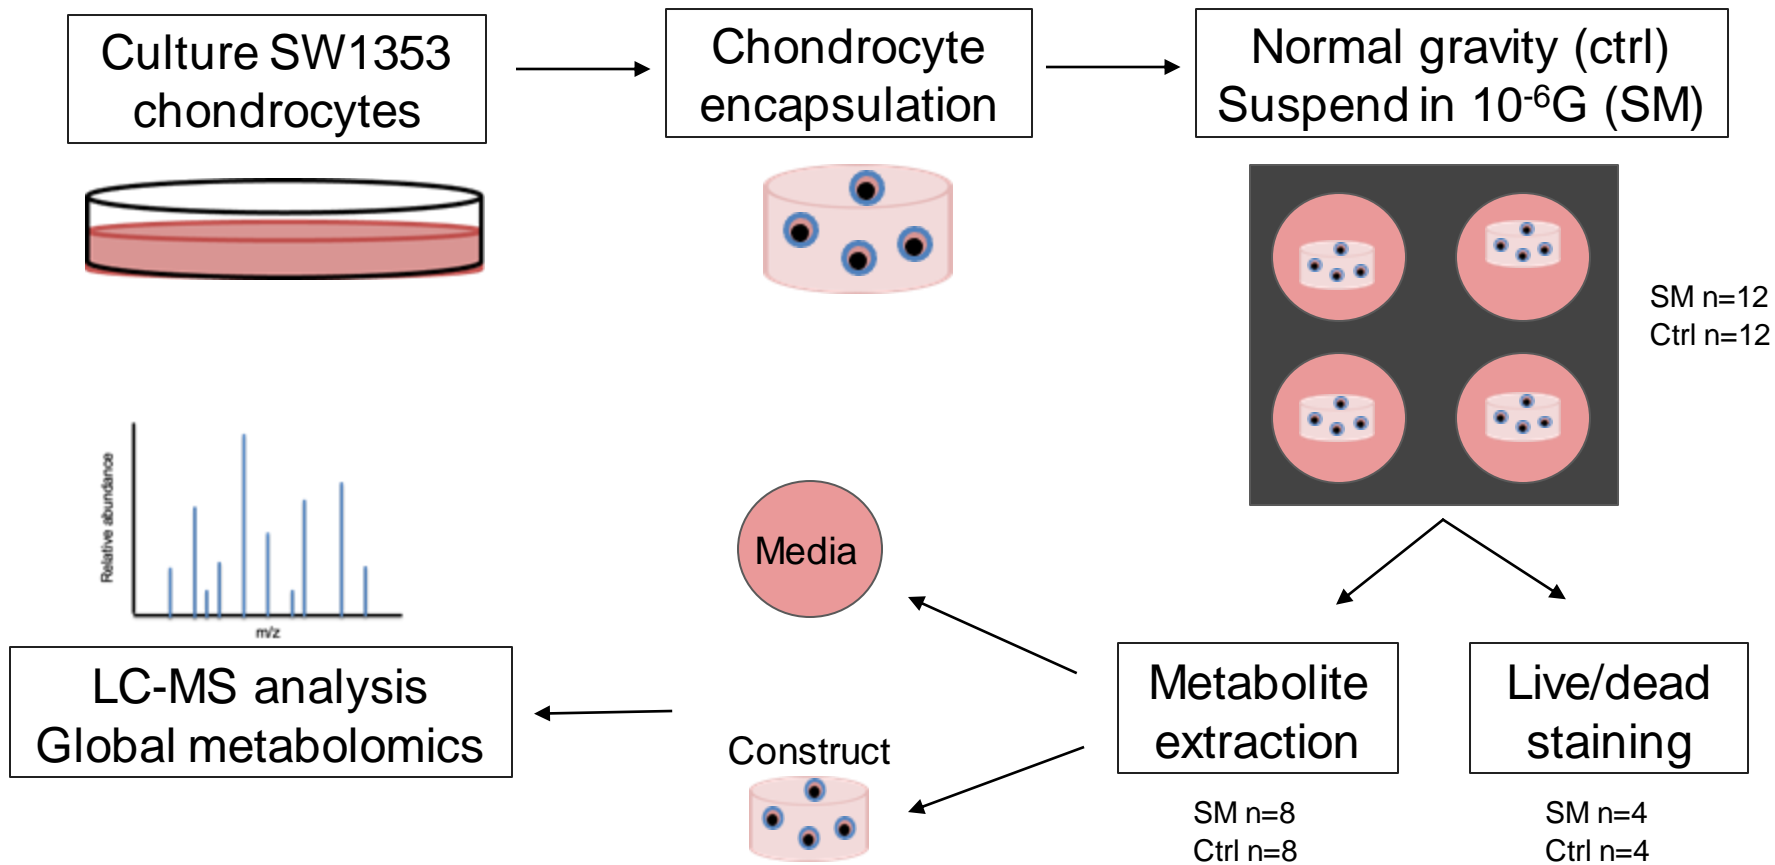 Culture SW1353
chondrocytes
Chondrocyte
encapsulation
Normal gravity (ctrl)
Suspend in 10⁻⁶G (SM)
SM n=12
Ctrl n=12
Relative abundance
m/z
Media
LC-MS analysis
Global metabolomics
Construct
Metabolite
extraction
SM n=8
Ctrl n=8
Live/dead
staining
SM n=4
Ctrl n=4